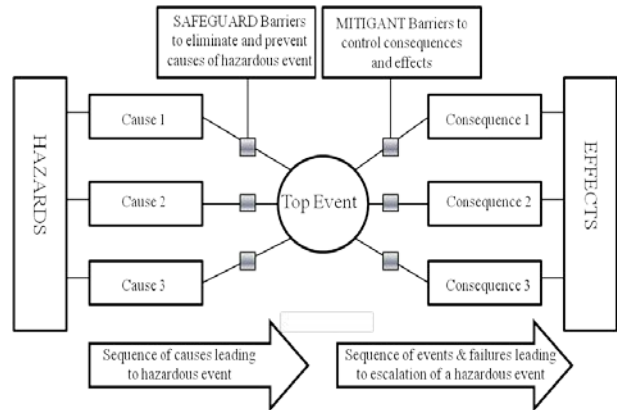 SAFEGUARD Barriers
to eliminate and prevent
causes of hazardous event
MITIGANT Barriers to
control consequences
and effects
HAZARDS
Cause 1
Cause 2
Cause 3
Top Event
Consequence 1
Consequence 2
Consequence 3
EFFECTS
Sequence of causes leading
to hazardous event
Sequence of events & failures leading
to escalation of a hazardous event